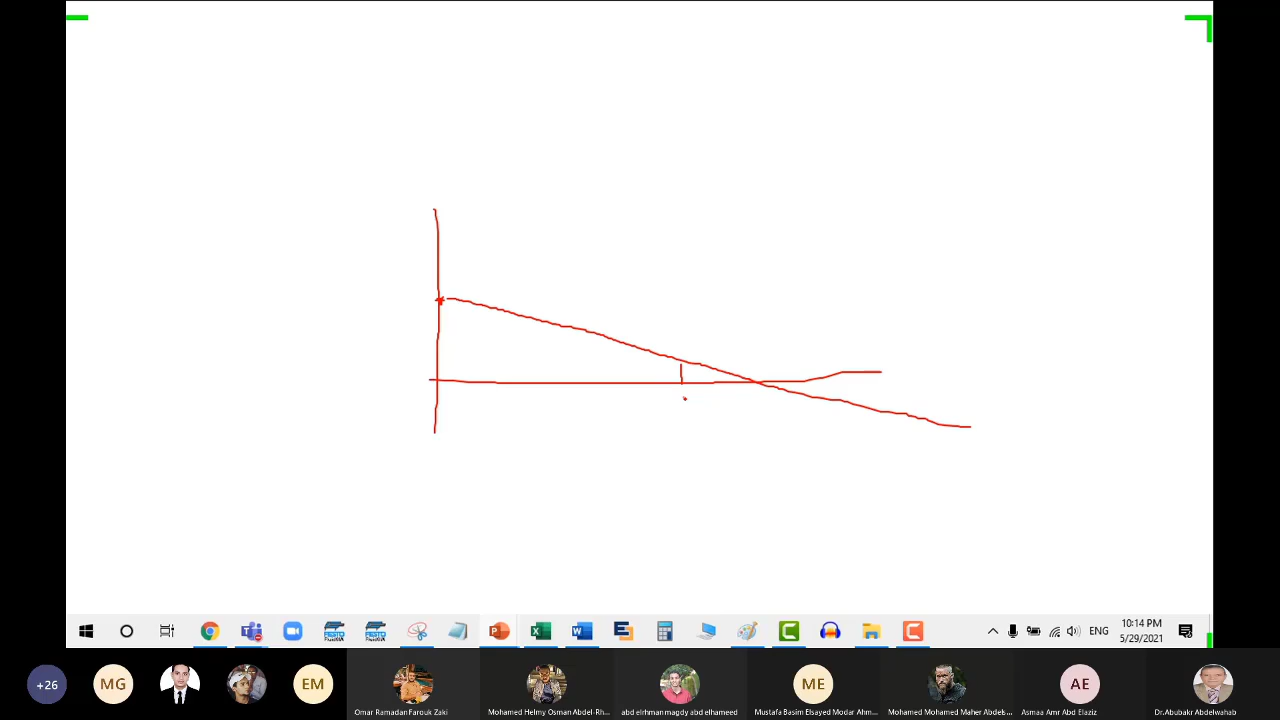 10:14 PM
ENG
5/29/2021
+26
MG
EM
ME
AE
Omar Ramadan Farouk Zaki
Mohamed Helmy Osman Abdel-Rh...
abd elrhman magdy abd elhameed
Mustafa Basim Elsayed Modar Ahm...
Mohamed Mohamed Maher Abdels...
Asmaa Amr Abd Elaziz
Dr.Abubakr Abdelwahab